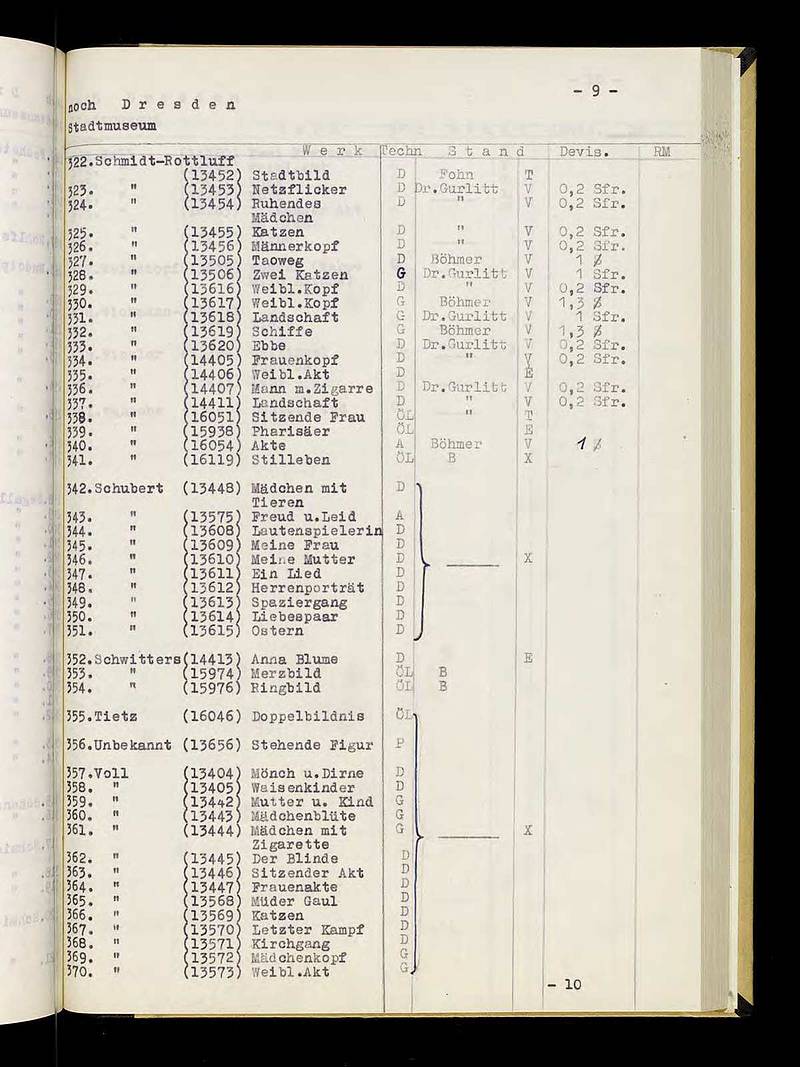 - 9 -
noch D r e s d e n
Stadtmuseum
W e r k Techn S t a n d Devis. RM
322.Schmidt-Rottluff
(13452) Stadtbild D Fohn T
323. " (13453) Netzflicker D Dr.Gurlitt V 0,2 Sfr.
324. " (13454) Ruhendes D " V 0,2 Sfr.
Mädchen
325. " (13455) Katzen D " V 0,2 Sfr.
326. " (13456) Männerkopf D " V 0,2 Sfr.
327. " (13505) Taoweg D Böhmer V 1 $
328. " (13506) Zwei Katzen G Dr.Gurlitt V 1 Sfr.
329. " (13616) Weibl.Kopf D " V 0,2 Sfr.
330. " (13617) Weibl.Kopf G Böhmer V 1,3 $
331. " (13618) Landschaft G Dr.Gurlitt V 1 Sfr.
332. " (13619) Schiffe G Böhmer V 1,3 $
333. " (13620) Ebbe D Dr.Gurlitt V 0,2 Sfr.
334. " (14405) Frauenkopf D " V 0,2 Sfr.
335. " (14406) Weibl.Akt D E
336. " (14407) Mann m.Zigarre D Dr.Gurlitt V 0,2 Sfr.
337. " (14411) Landschaft D " V 0,2 Sfr.
338. " (16051) Sitzende Frau ÖL " T
339. " (15938) Pharisäer ÖL E
340. " (16054) Akte A Böhmer V 1 $
341. " (16119) Stilleben ÖL B X
342.Schubert (13448) Mädchen mit D
Tieren
343. " (13575) Freud u.Leid A
344. " (13608) Lautenspielerin D
345. " (13609) Meine Frau D
346. " (13610) Meine Mutter D X
347. " (13611) Ein Lied D
348. " (13612) Herrenporträt D
349. " (13613) Spaziergang D
350. " (13614) Liebespaar D
351. " (13615) Ostern D
352.Schwitters(14413) Anna Blume D E
353. " (15974) Merzbild ÖL B
354. " (15976) Ringbild ÖL B
355.Tietz (16046) Doppelbildnis ÖL
356.Unbekannt (13656) Stehende Figur P
357.Voll (13404) Mönch u.Dirne D
358. " (13405) Waisenkinder D
359. " (13442) Mutter u. Kind G
360. " (13443) Mädchenblüte G
361. " (13444) Mädchen mit G X
Zigarette
362. " (13445) Der Blinde D
363. " (13446) Sitzender Akt D
364. " (13447) Frauenakte D
365. " (13568) Müder Gaul D
366. " (13569) Katzen D
367. " (13570) Letzter Kampf D
368. " (13571) Kirchgang D
369. " (13572) Mädchenkopf G
370. " (13573) Weibl.Akt G
- 10